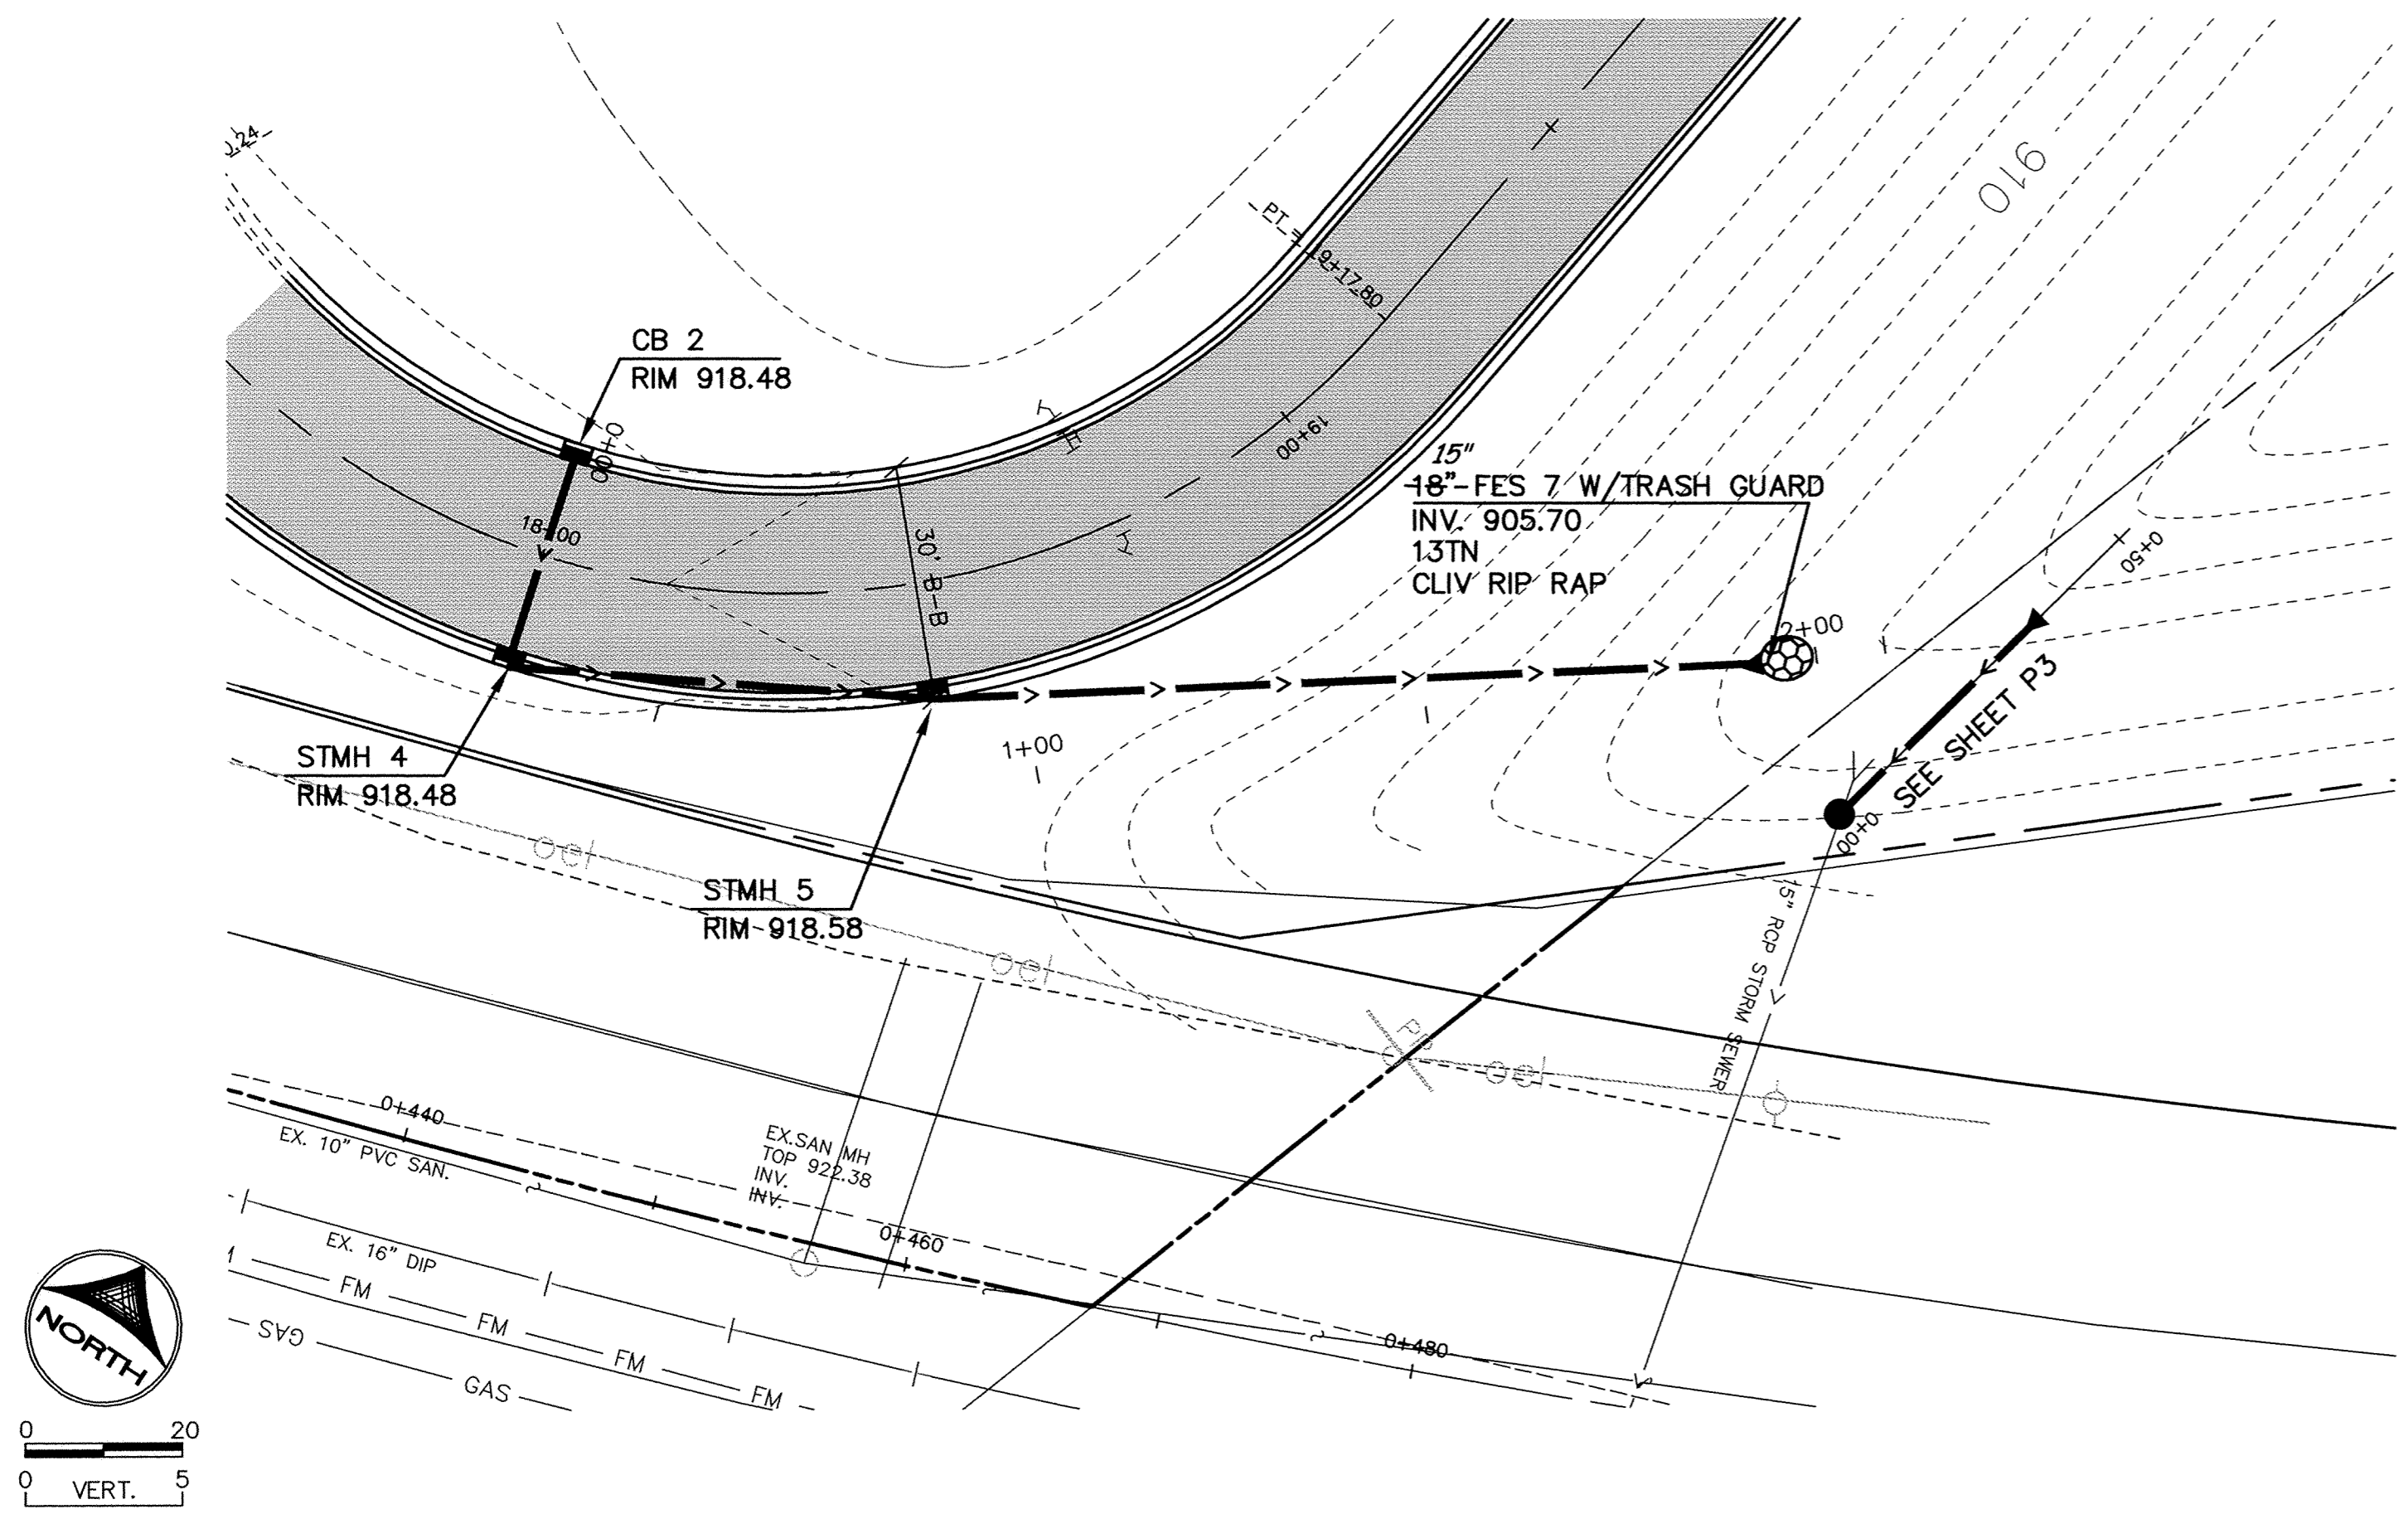 0.24
910
PT = 19+17.80
CB 2
RIM 918.48
0+00
18+00
30' B-B
19+00
15"
18" FES 7 W/TRASH GUARD
INV. 905.70
13TN
CLIV RIP RAP
2+00
0+50
SEE SHEET P3
0+00
1+00
STMH 4
RIM 918.48
STMH 5
RIM 918.58
15" RCP STORM SEWER
0+440
EX. 10" PVC SAN.
EX.SAN MH
TOP 922.38
INV.
INV.
0+460
0+480
EX. 16" DIP
FM
FM
FM
FM
GAS
GAS
NORTH
0 20
0 5
VERT.